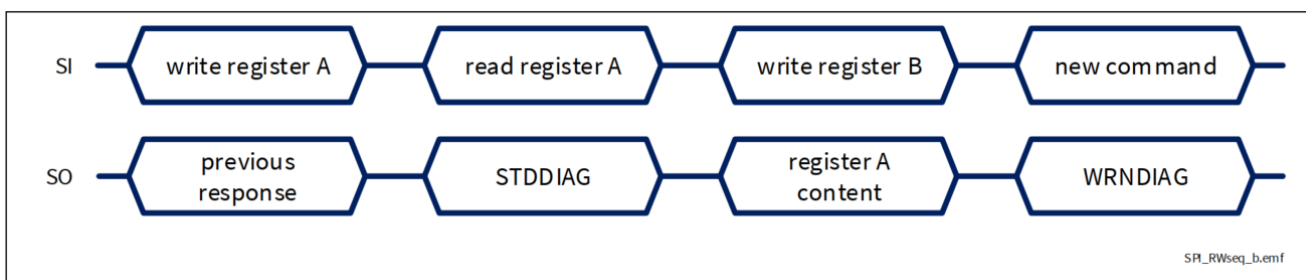 SI
write register A
read register A
write register B
new command
SO
previous
response
STDDIAG
register A
content
WRNDIAG
SPI_RWseq_b.emf